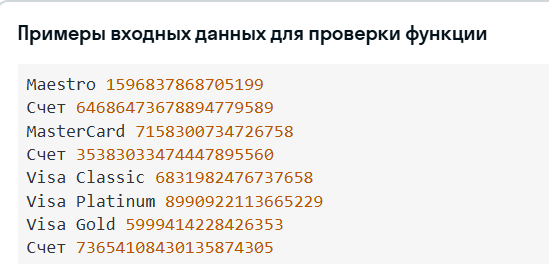 Примеры входных данных для проверки функции
Maestro 1596837868705199
Счет 64686473678894779589
MasterCard 7158300734726758
Счет 35383033474447895560
Visa Classic 6831982476737658
Visa Platinum 8990922113665229
Visa Gold 5999414228426353
Счет 73654108430135874305